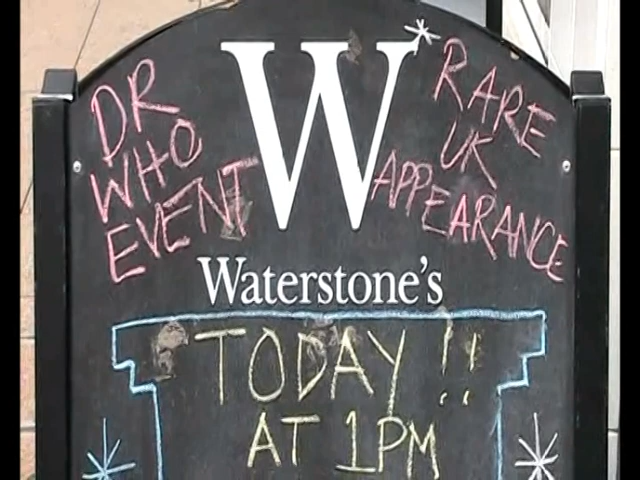 DR
WHO
EVENT
W
RARE
UK
APPEARANCE
Waterstone's
TODAY!!
AT 1PM